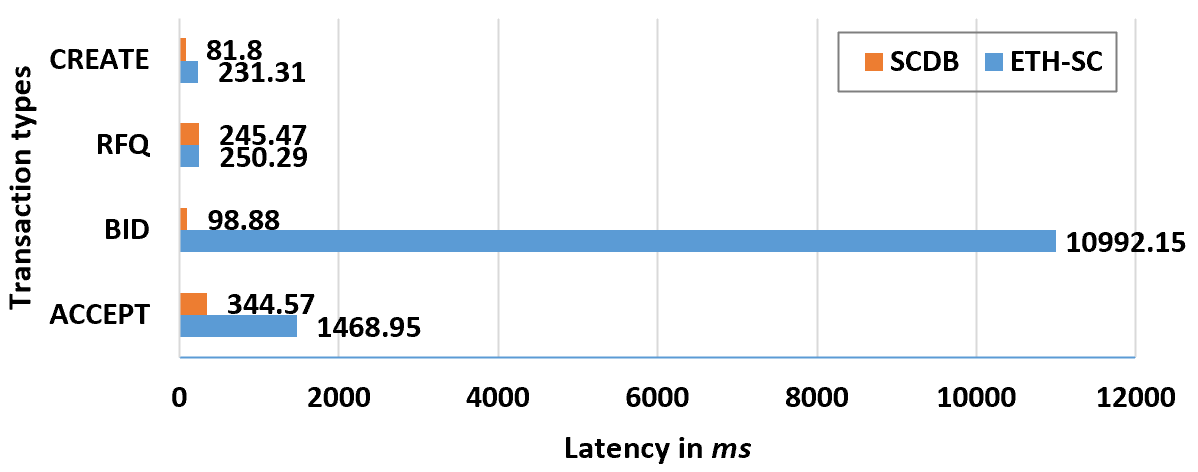 Transaction types
CREATE
81.8
231.31
RFQ
245.47
250.29
BID
98.88
10992.15
ACCEPT
344.57
1468.95
SCDB ETH-SC
0 2000 4000 6000 8000 10000 12000
Latency in ms